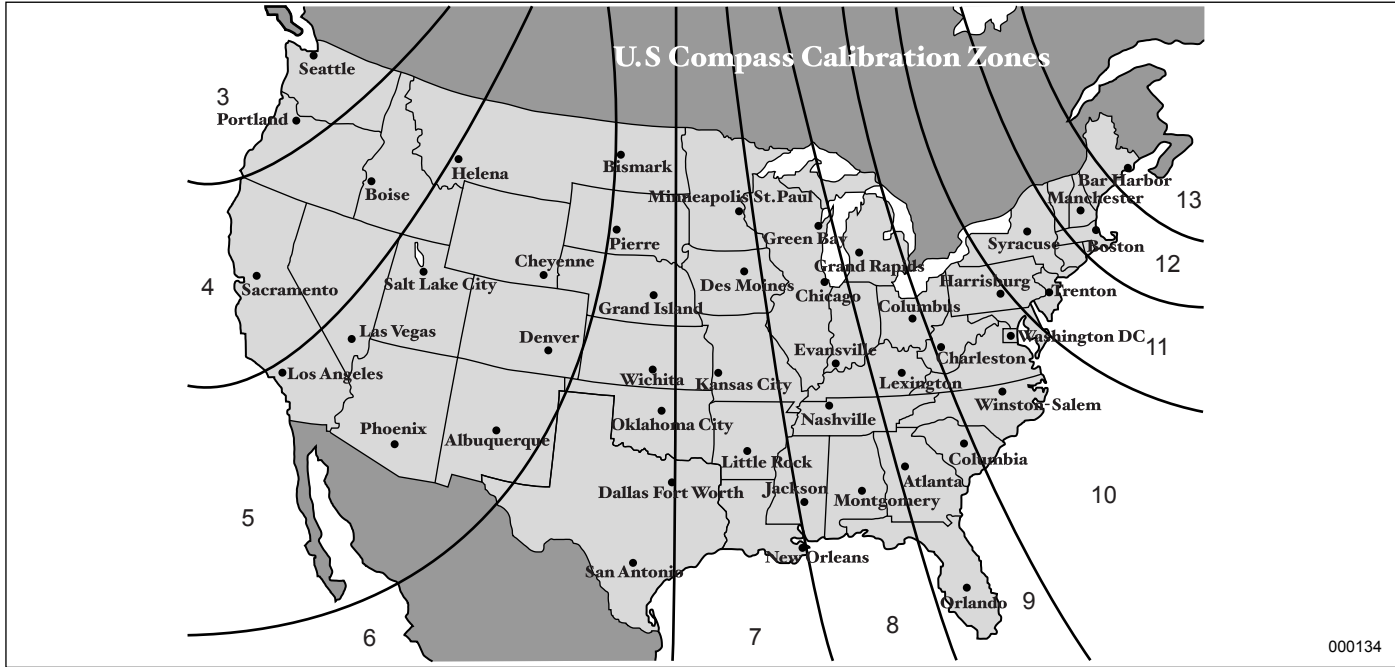 U.S Compass Calibration Zones
Seattle
3
Portland
Helena
Bismark
Boise
Minneapolis St.Paul
Bar Harbor
Manchester
13
Green Bay
Pierre
Syracuse
Boston
Grand Rapids
12
Cheyenne
4
Sacramento
Salt Lake City
Des Moines
Chicago
Harrisburg
Trenton
Grand Island
Columbus
Las Vegas
Denver
Washington DC
11
Evansville
Charleston
Los Angeles
Wichita
Kansas City
Lexington
Winston-Salem
Oklahoma City
Nashville
Phoenix
Albuquerque
Little Rock
Columbia
Atlanta
Dallas Fort Worth
Jackson
Montgomery
10
5
New Orleans
San Antonio
Orlando
9
6
7
8
000134